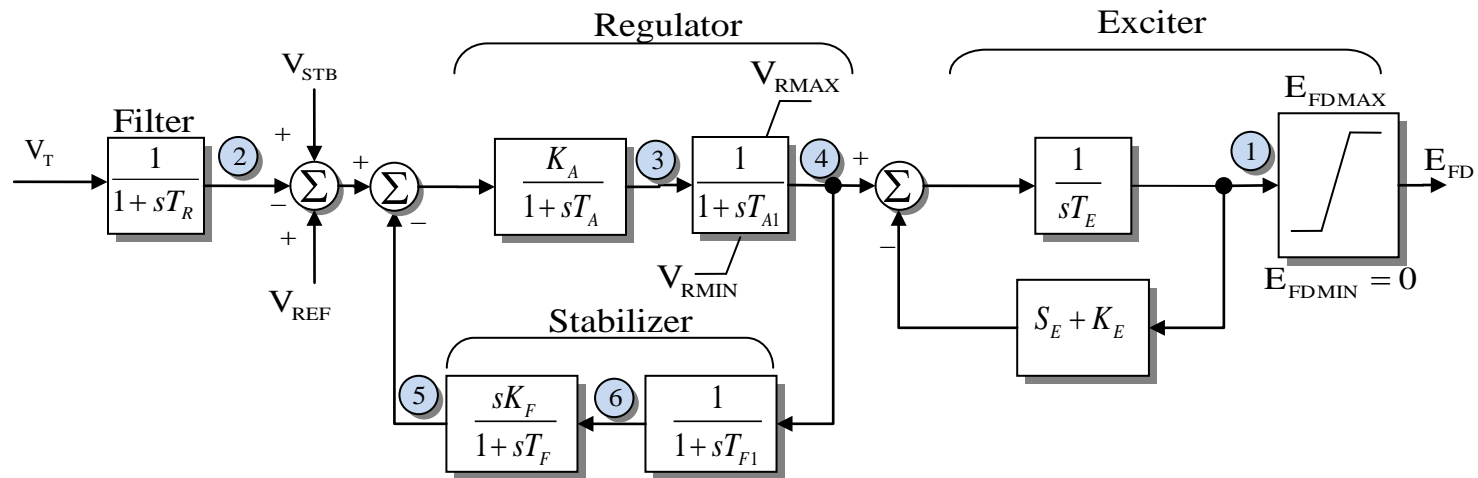 Regulator
Exciter
V_STB
V_RMAX
E_FDMAX
Filter
V_T
1
1 + sT_R
2
+
−
+
Σ
+
−
Σ
K_A
1 + sT_A
3
1
1 + sT_A1
4
+
−
Σ
1
sT_E
1
E_FD
V_REF
V_RMIN
E_FDMIN = 0
S_E + K_E
Stabilizer
5
sK_F
1 + sT_F
6
1
1 + sT_F1